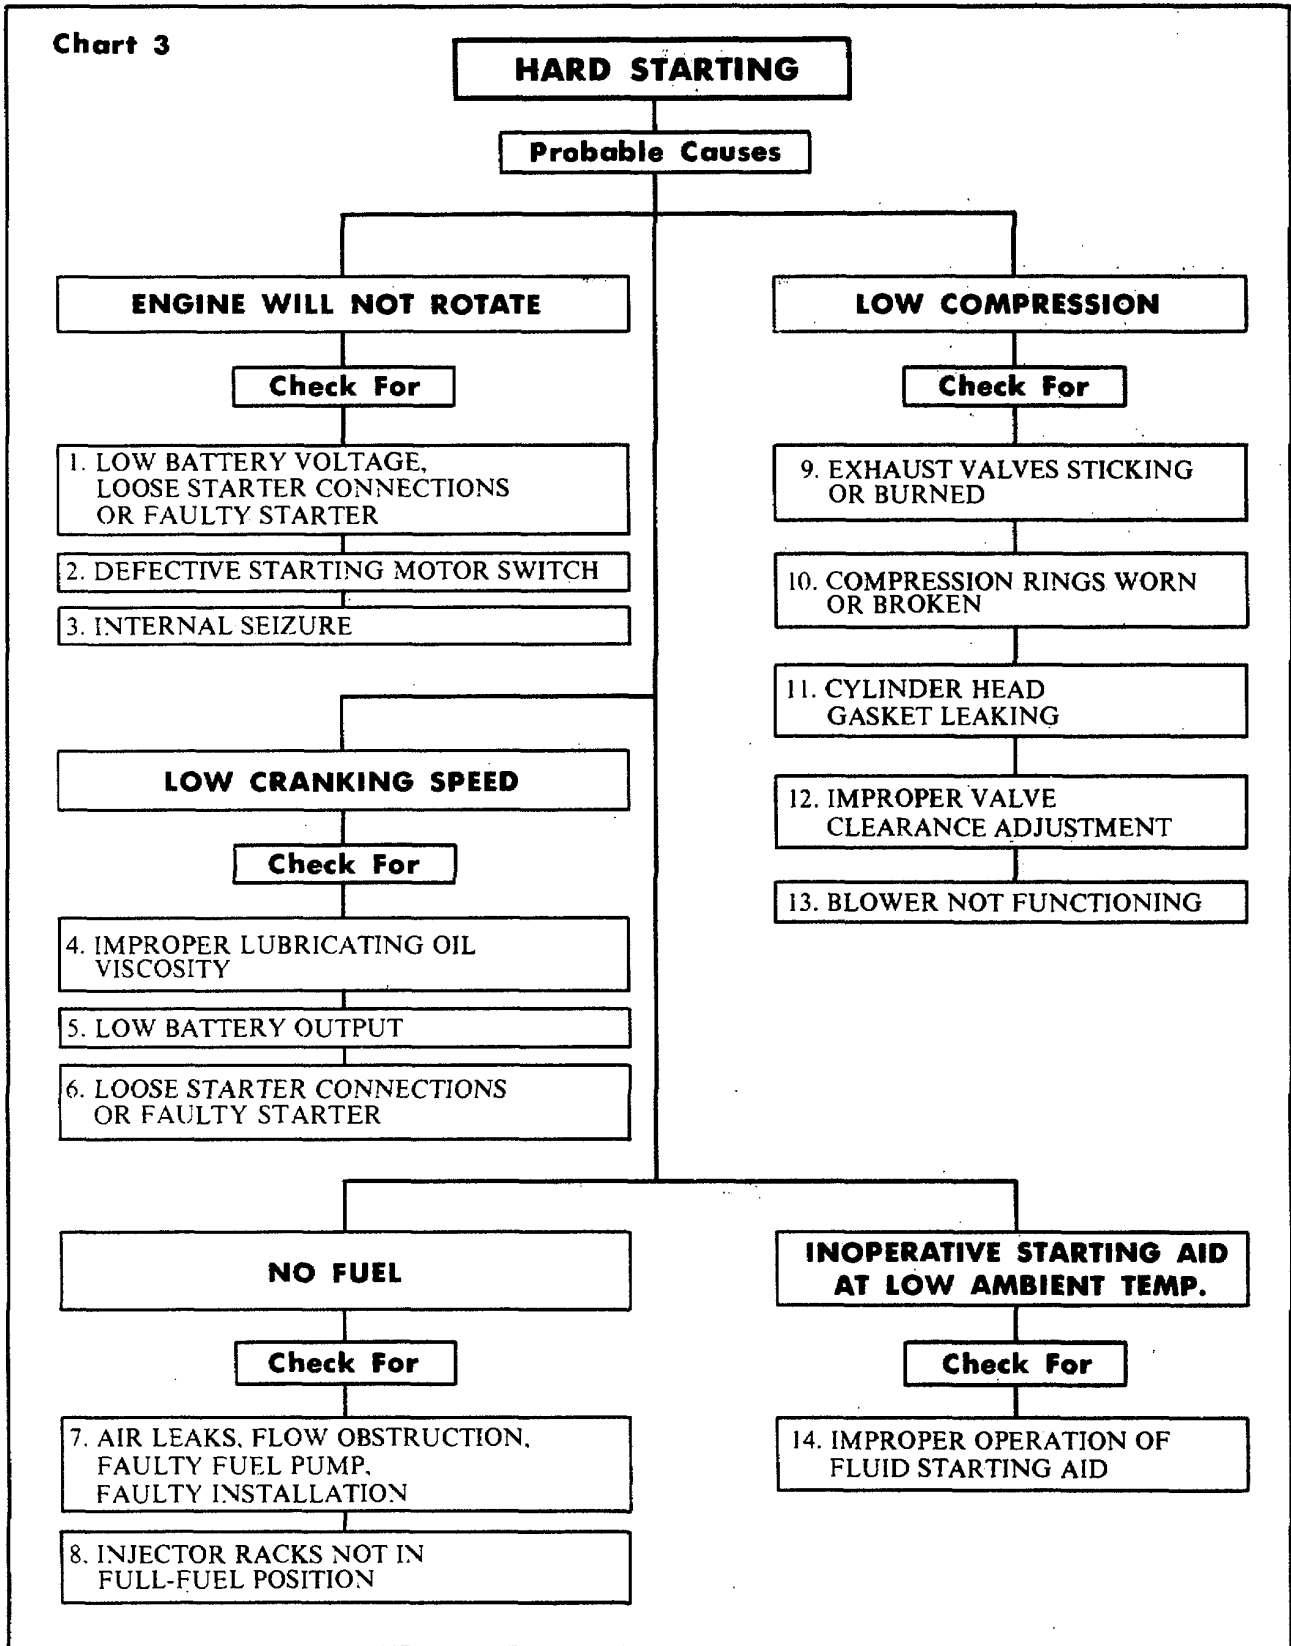 Chart 3
HARD STARTING
Probable Causes
ENGINE WILL NOT ROTATE
Check For
1. LOW BATTERY VOLTAGE,
LOOSE STARTER CONNECTIONS
OR FAULTY STARTER
2. DEFECTIVE STARTING MOTOR SWITCH
3. INTERNAL SEIZURE
LOW CRANKING SPEED
Check For
4. IMPROPER LUBRICATING OIL
VISCOSITY
5. LOW BATTERY OUTPUT
6. LOOSE STARTER CONNECTIONS
OR FAULTY STARTER
NO FUEL
Check For
7. AIR LEAKS, FLOW OBSTRUCTION,
FAULTY FUEL PUMP,
FAULTY INSTALLATION
8. INJECTOR RACKS NOT IN
FULL-FUEL POSITION
LOW COMPRESSION
Check For
9. EXHAUST VALVES STICKING
OR BURNED
10. COMPRESSION RINGS WORN
OR BROKEN
11. CYLINDER HEAD
GASKET LEAKING
12. IMPROPER VALVE
CLEARANCE ADJUSTMENT
13. BLOWER NOT FUNCTIONING
INOPERATIVE STARTING AID
AT LOW AMBIENT TEMP.
Check For
14. IMPROPER OPERATION OF
FLUID STARTING AID